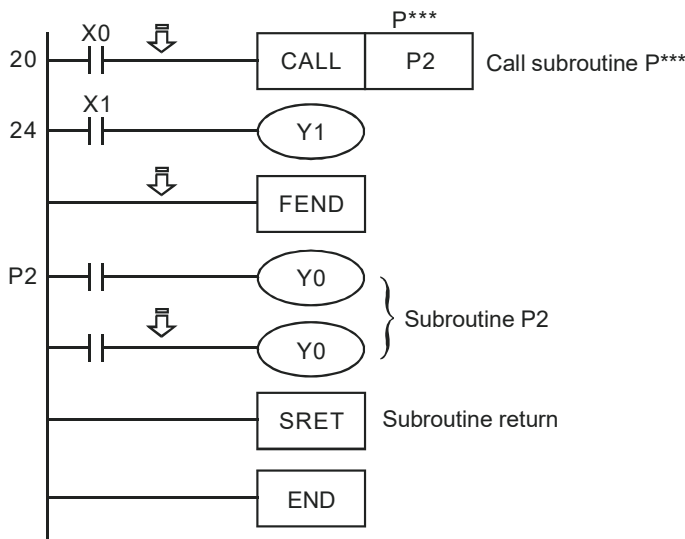 P***
X0
20 CALL P2 Call subroutine P***
X1
24 Y1
FEND
P2 Y0
Subroutine P2
Y0
SRET Subroutine return
END